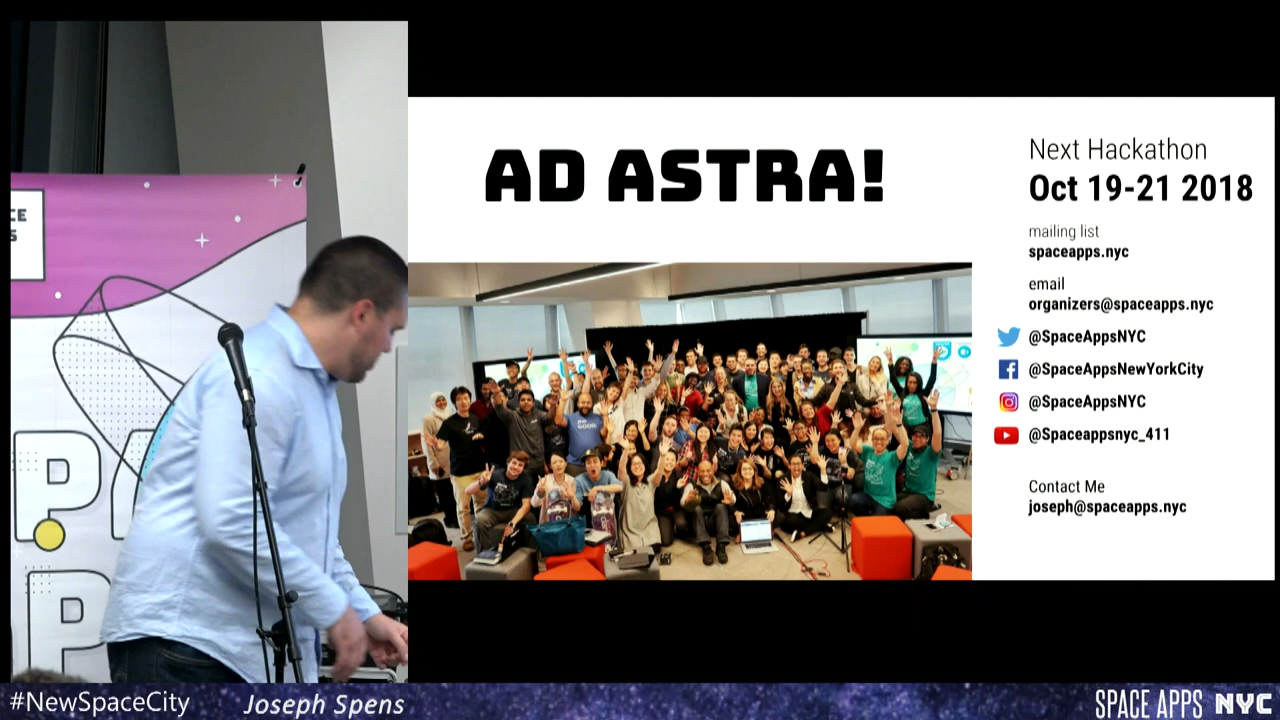 CE
S
P
P
AD ASTRA!
Next Hackathon
Oct 19-21 2018
mailing list
spaceapps.nyc
email
organizers@spaceapps.nyc
@SpaceAppsNYC
@SpaceAppsNewYorkCity
@SpaceAppsNYC
@Spaceappsnyc_411
Contact Me
joseph@spaceapps.nyc
#NewSpaceCity
Joseph Spens
SPACE APPS NYC